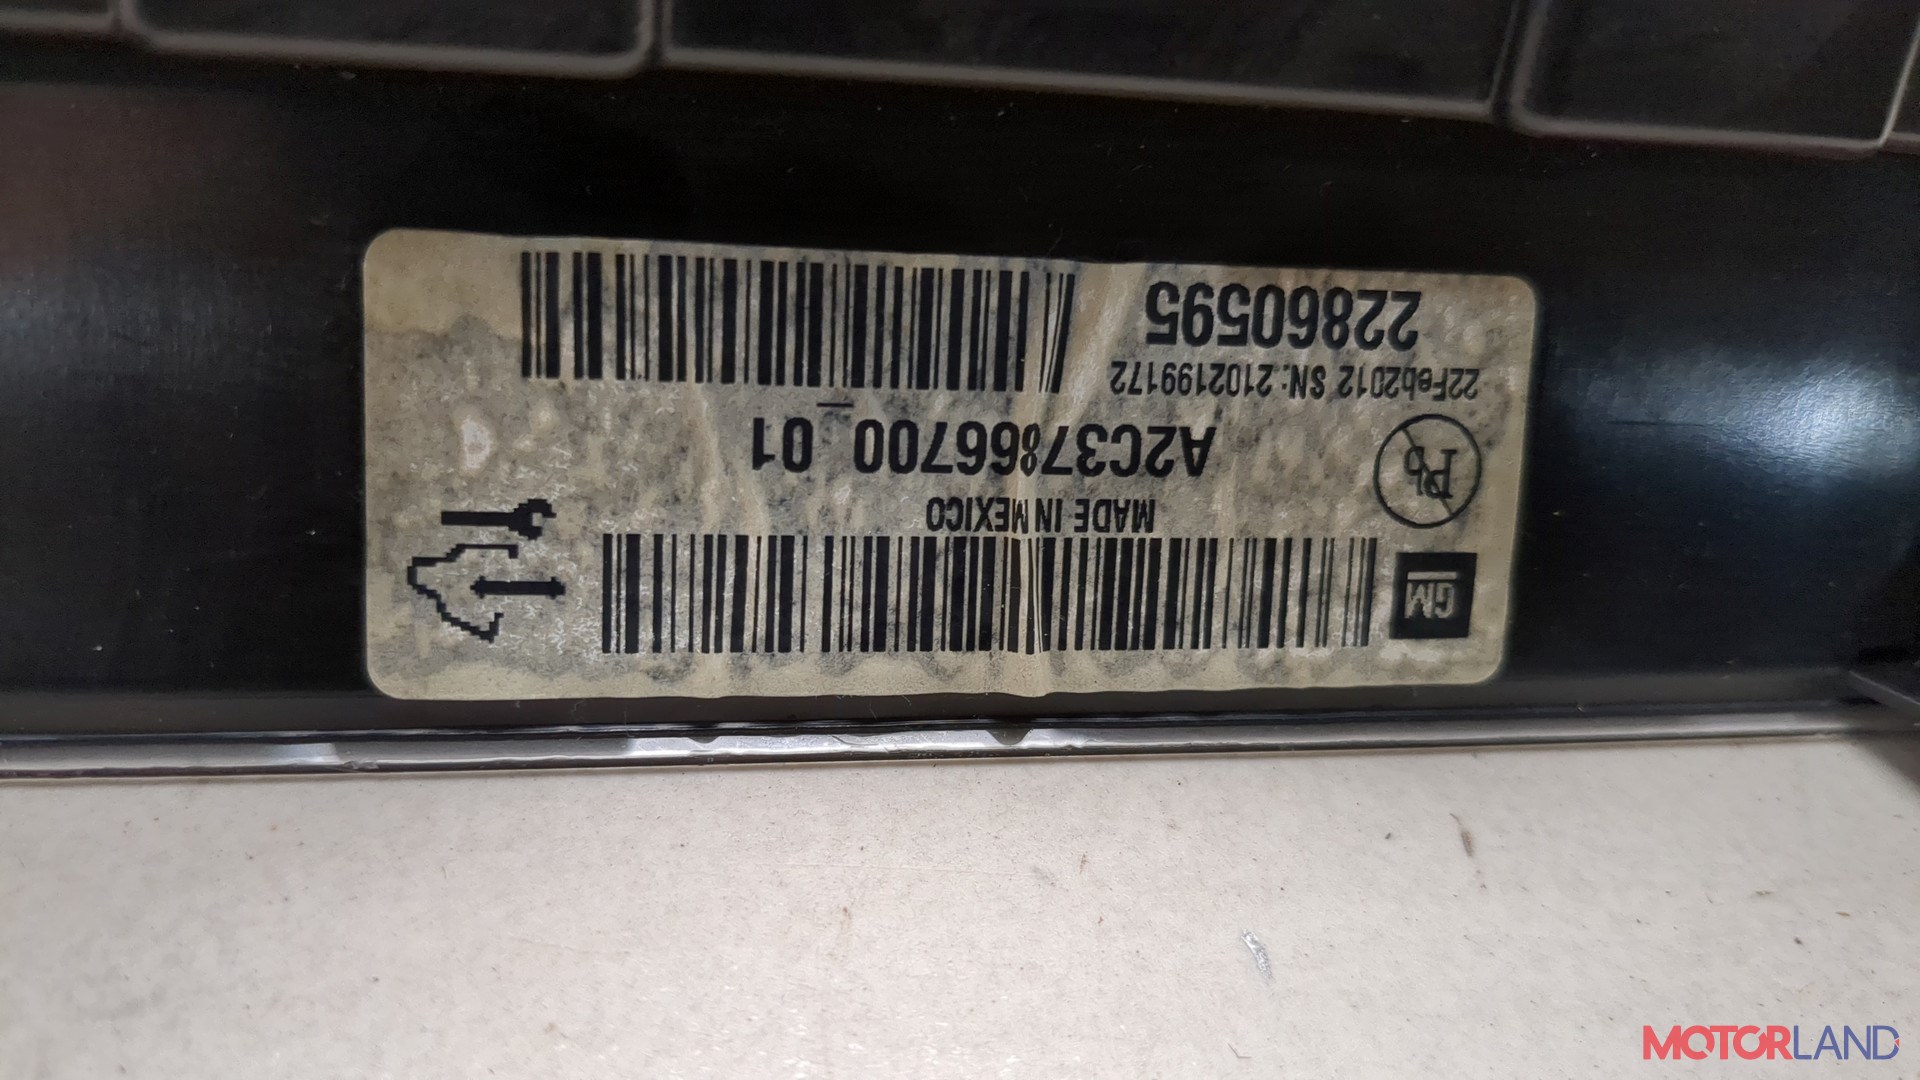 GM
MADE IN MEXICO
Pb
A2C37866700_01
22Feb2012 SN: 2102199172
22860595
MOTORLAND